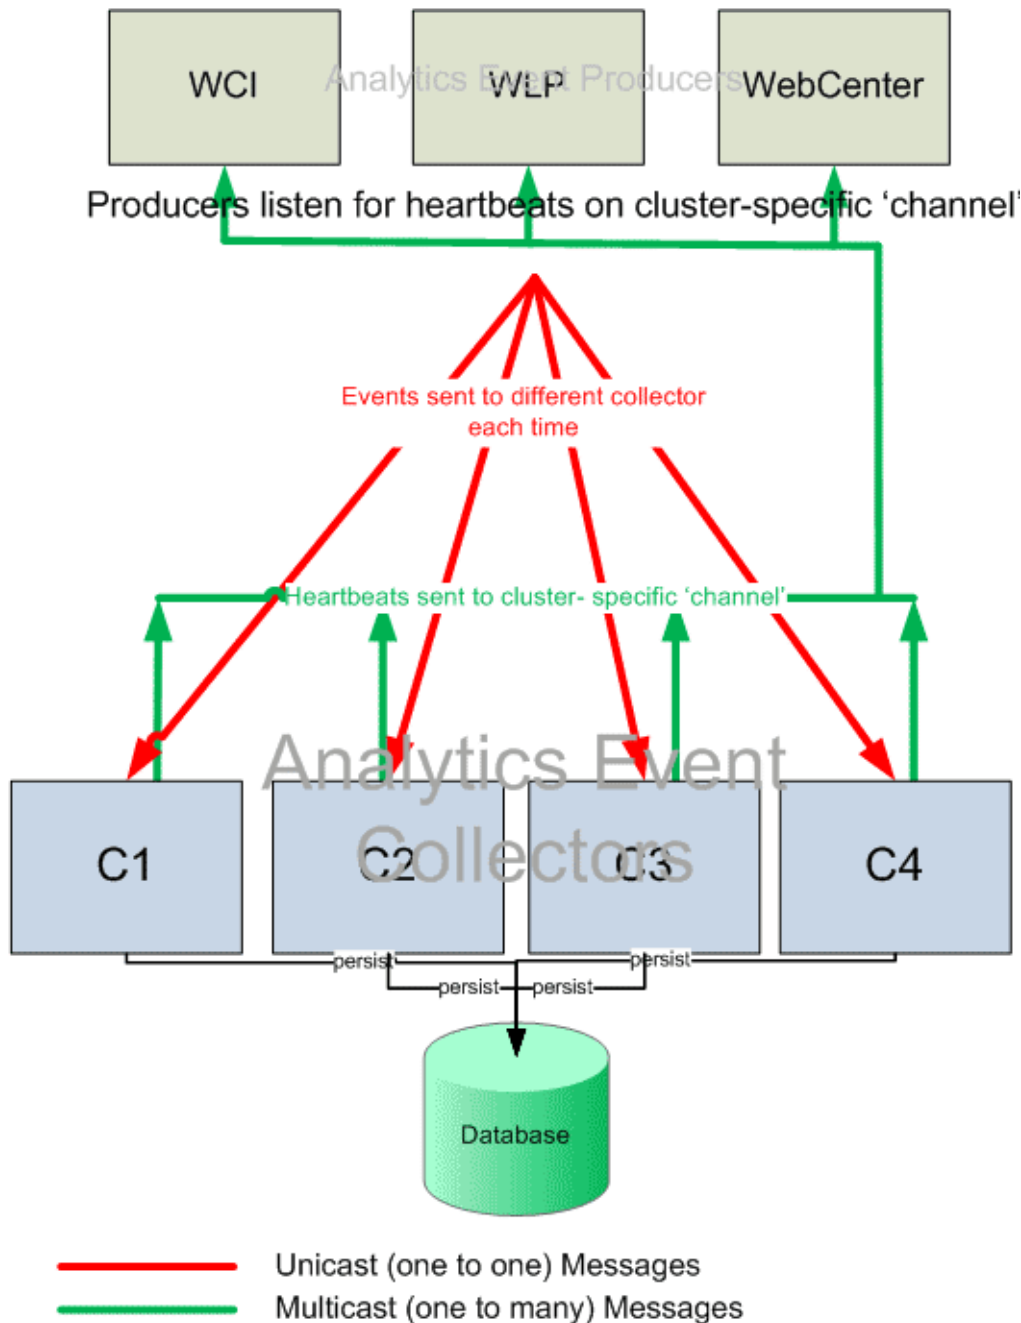 WCI
WLP
WebCenter
Analytics Event Producers
Producers listen for heartbeats on cluster-specific ‘channel’
Events sent to different collector
each time
Heartbeats sent to cluster- specific ‘channel’
Analytics Event
Collectors
C1
C2
C3
C4
persist
persist
persist
persist
Database
Unicast (one to one) Messages
Multicast (one to many) Messages